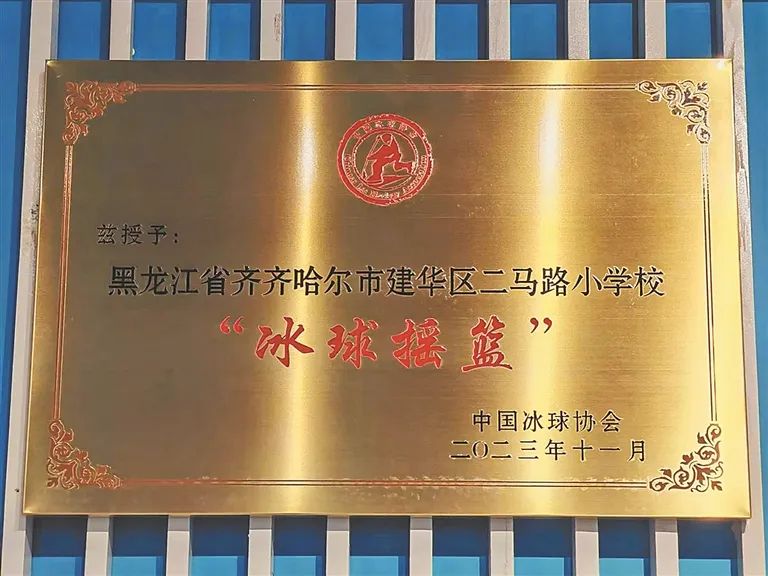 兹授予：
黑龙江省齐齐哈尔市建华区二马路小学校
“冰球摇篮”
中国冰球协会
二〇二三年十一月